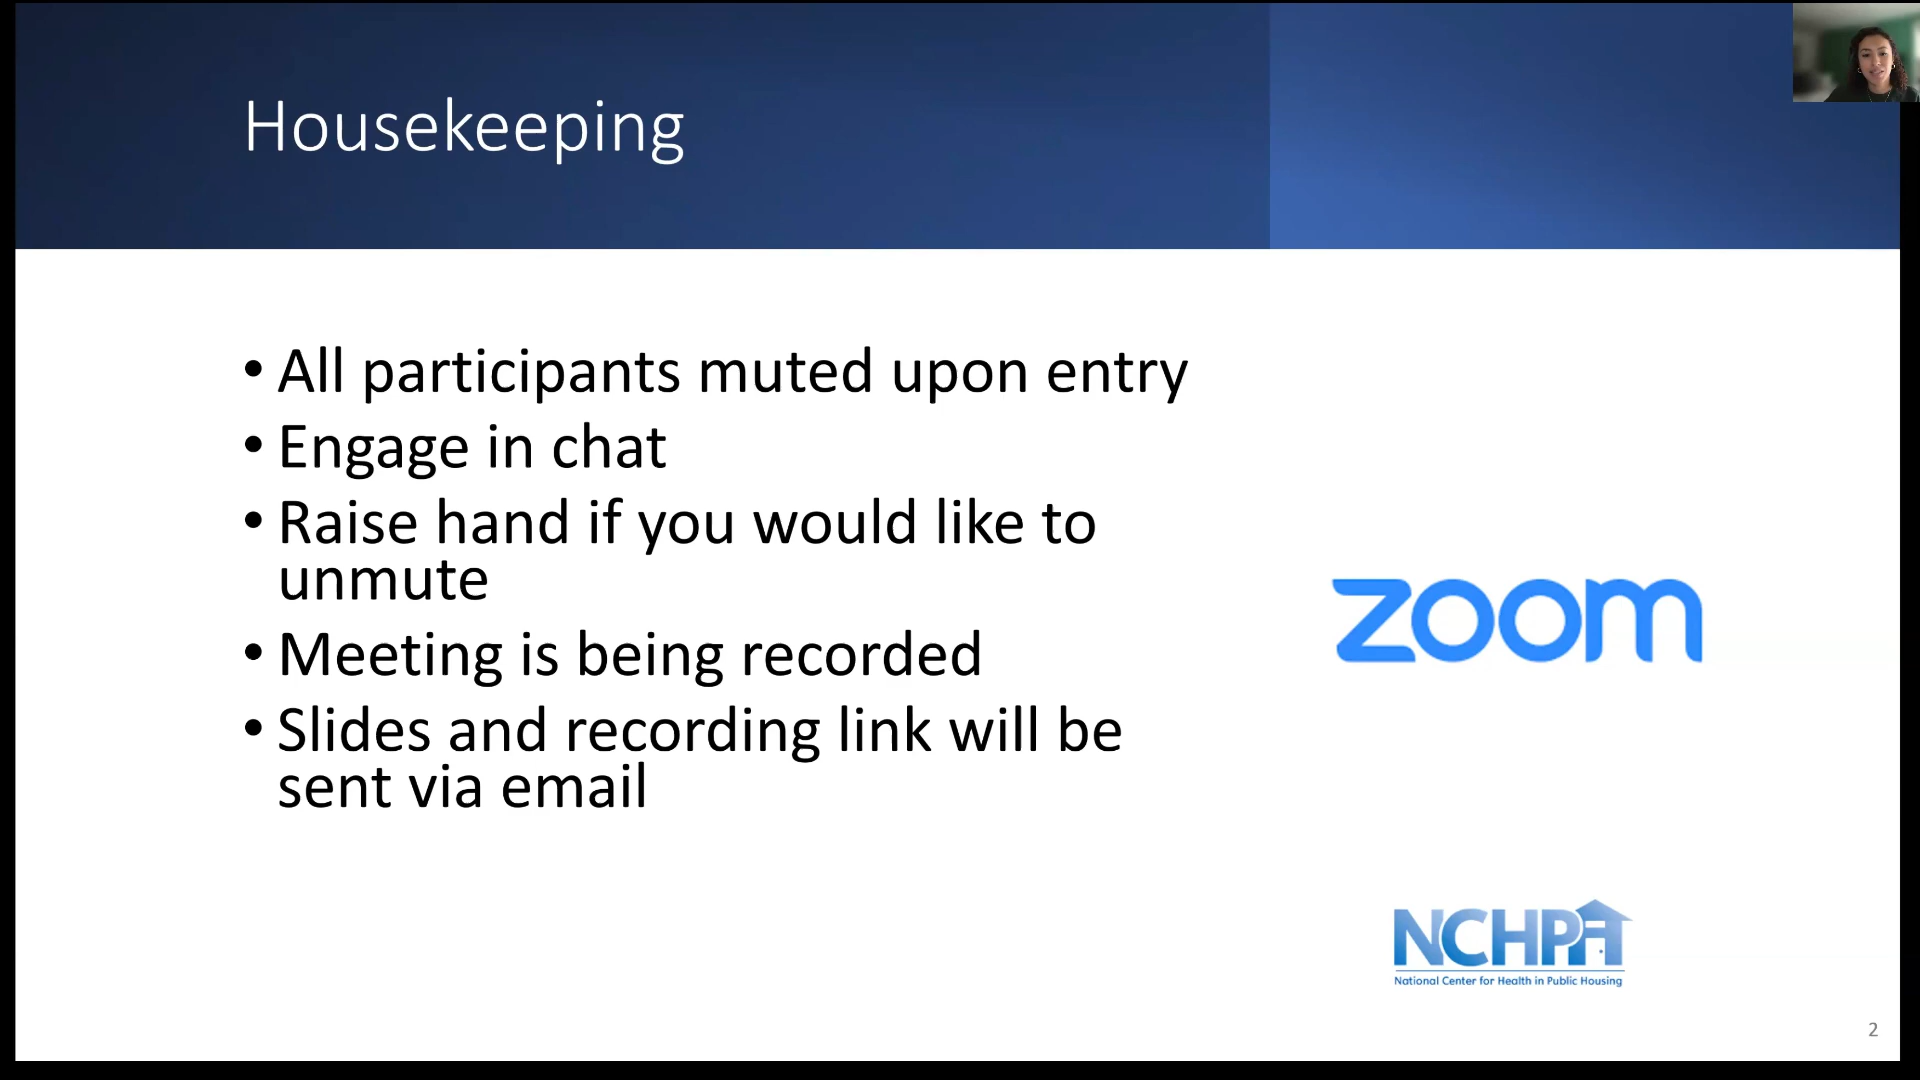 Housekeeping
• All participants muted upon entry
• Engage in chat
• Raise hand if you would like to
unmute
• Meeting is being recorded
• Slides and recording link will be
sent via email
zoom
NCHPH
National Center for Health in Public Housing
2